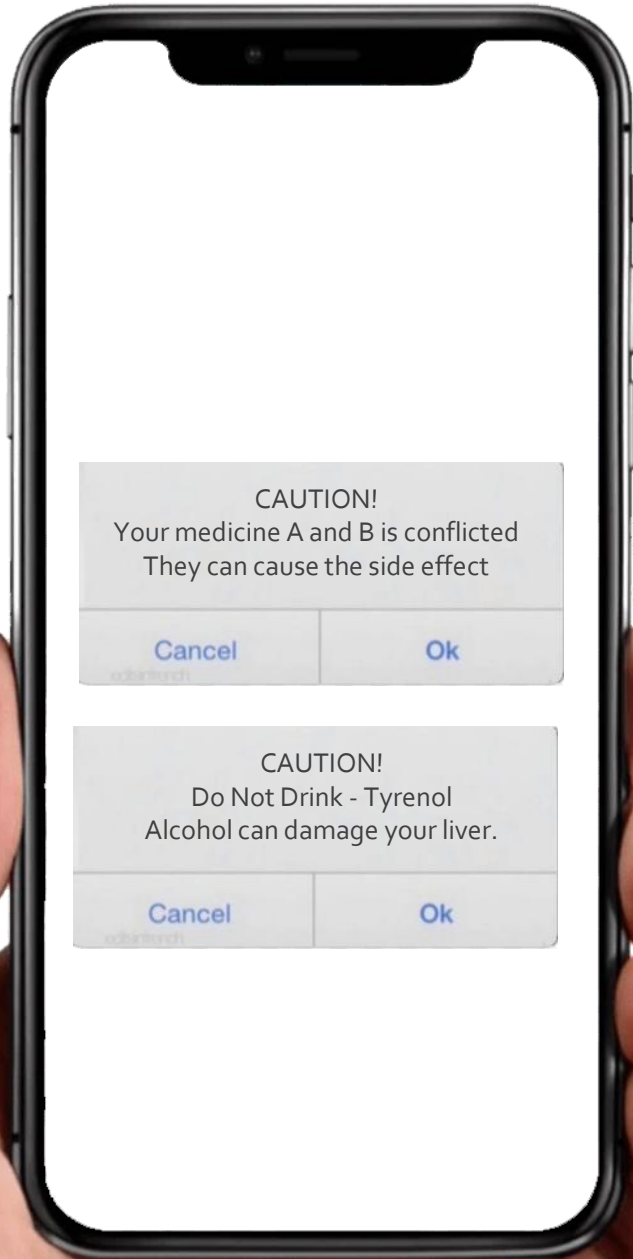 CAUTION!
Your medicine A and B is conflicted
They can cause the side effect
Cancel
Ok
CAUTION!
Do Not Drink - Tyrenol
Alcohol can damage your liver.
Cancel
Ok